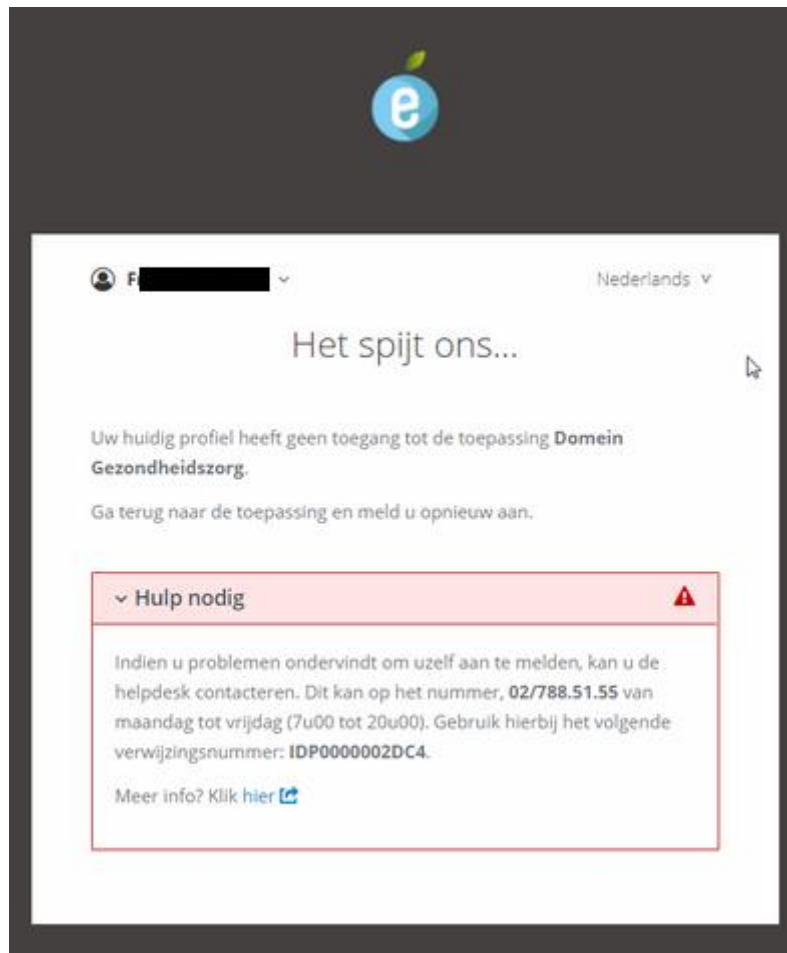 e
F
Nederlands
Het spijt ons...
Uw huidig profiel heeft geen toegang tot de toepassing Domein
Gezondheidszorg.
Ga terug naar de toepassing en meld u opnieuw aan.
Hulp nodig
Indien u problemen ondervindt om uzelf aan te melden, kan u de
helpdesk contacteren. Dit kan op het nummer, 02/788.51.55 van
maandag tot vrijdag (7u00 tot 20u00). Gebruik hierbij het volgende
verwijzingsnummer: IDP0000002DC4.
Meer info? Klik hier